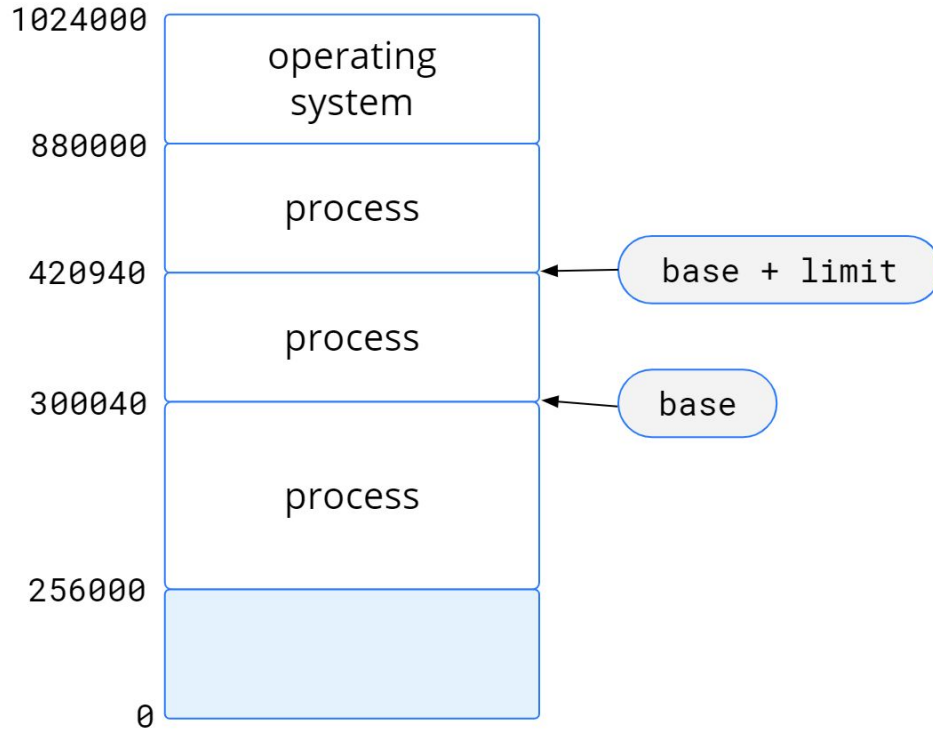 1024000
operating
system
880000
process
420940
base + limit
process
300040
base
process
256000
0